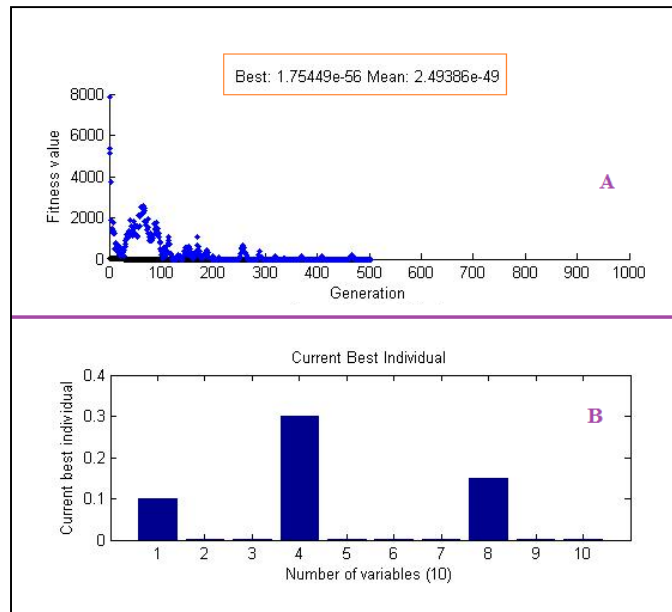 Best: 1.75449e-56 Mean: 2.49386e-49
8000
6000
4000
2000
0
Fitness value
A
0 100 200 300 400 500 600 700 800 900 1000
Generation
Current Best Individual
0.4
0.3
0.2
0.1
0
Current best individual
B
1 2 3 4 5 6 7 8 9 10
Number of variables (10)